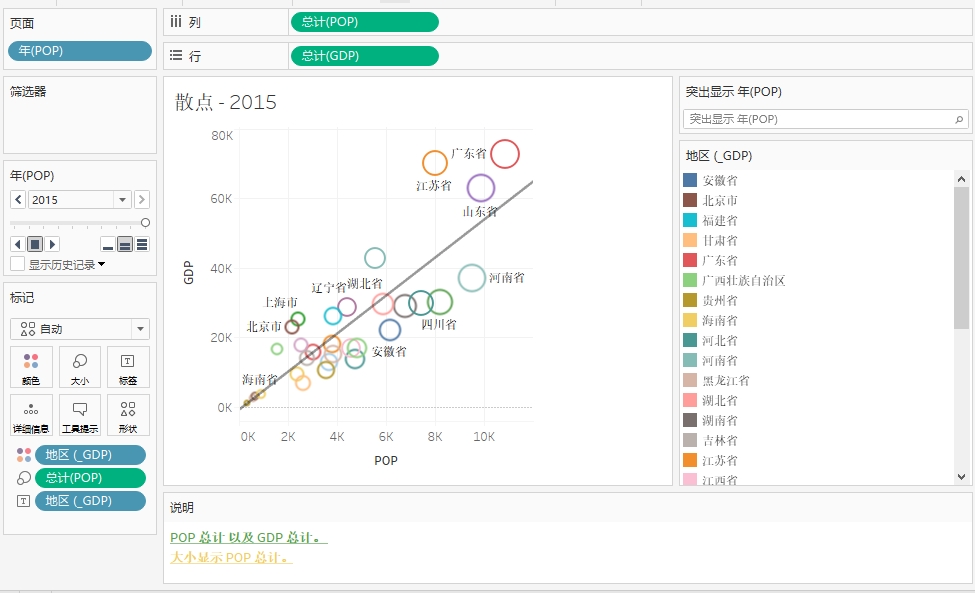 页面
年(POP)
筛选器
年(POP)
2015
显示历史记录
标记
自动
颜色
大小
标签
详细信息
工具提示
形状
地区 (_GDP)
总计(POP)
地区 (_GDP)
列
总计(POP)
行
总计(GDP)
散点 - 2015
80K
60K
40K
20K
0K
GDP
广东省
江苏省
山东省
河南省
辽宁省
湖北省
上海市
北京市
四川省
安徽省
海南省
0K
2K
4K
6K
8K
10K
POP
说明
POP 总计 以及 GDP 总计。
大小显示 POP 总计。
突出显示 年(POP)
突出显示 年(POP)
地区 (_GDP)
安徽省
北京市
福建省
甘肃省
广东省
广西壮族自治区
贵州省
海南省
河北省
河南省
黑龙江省
湖北省
湖南省
吉林省
江苏省
江西省